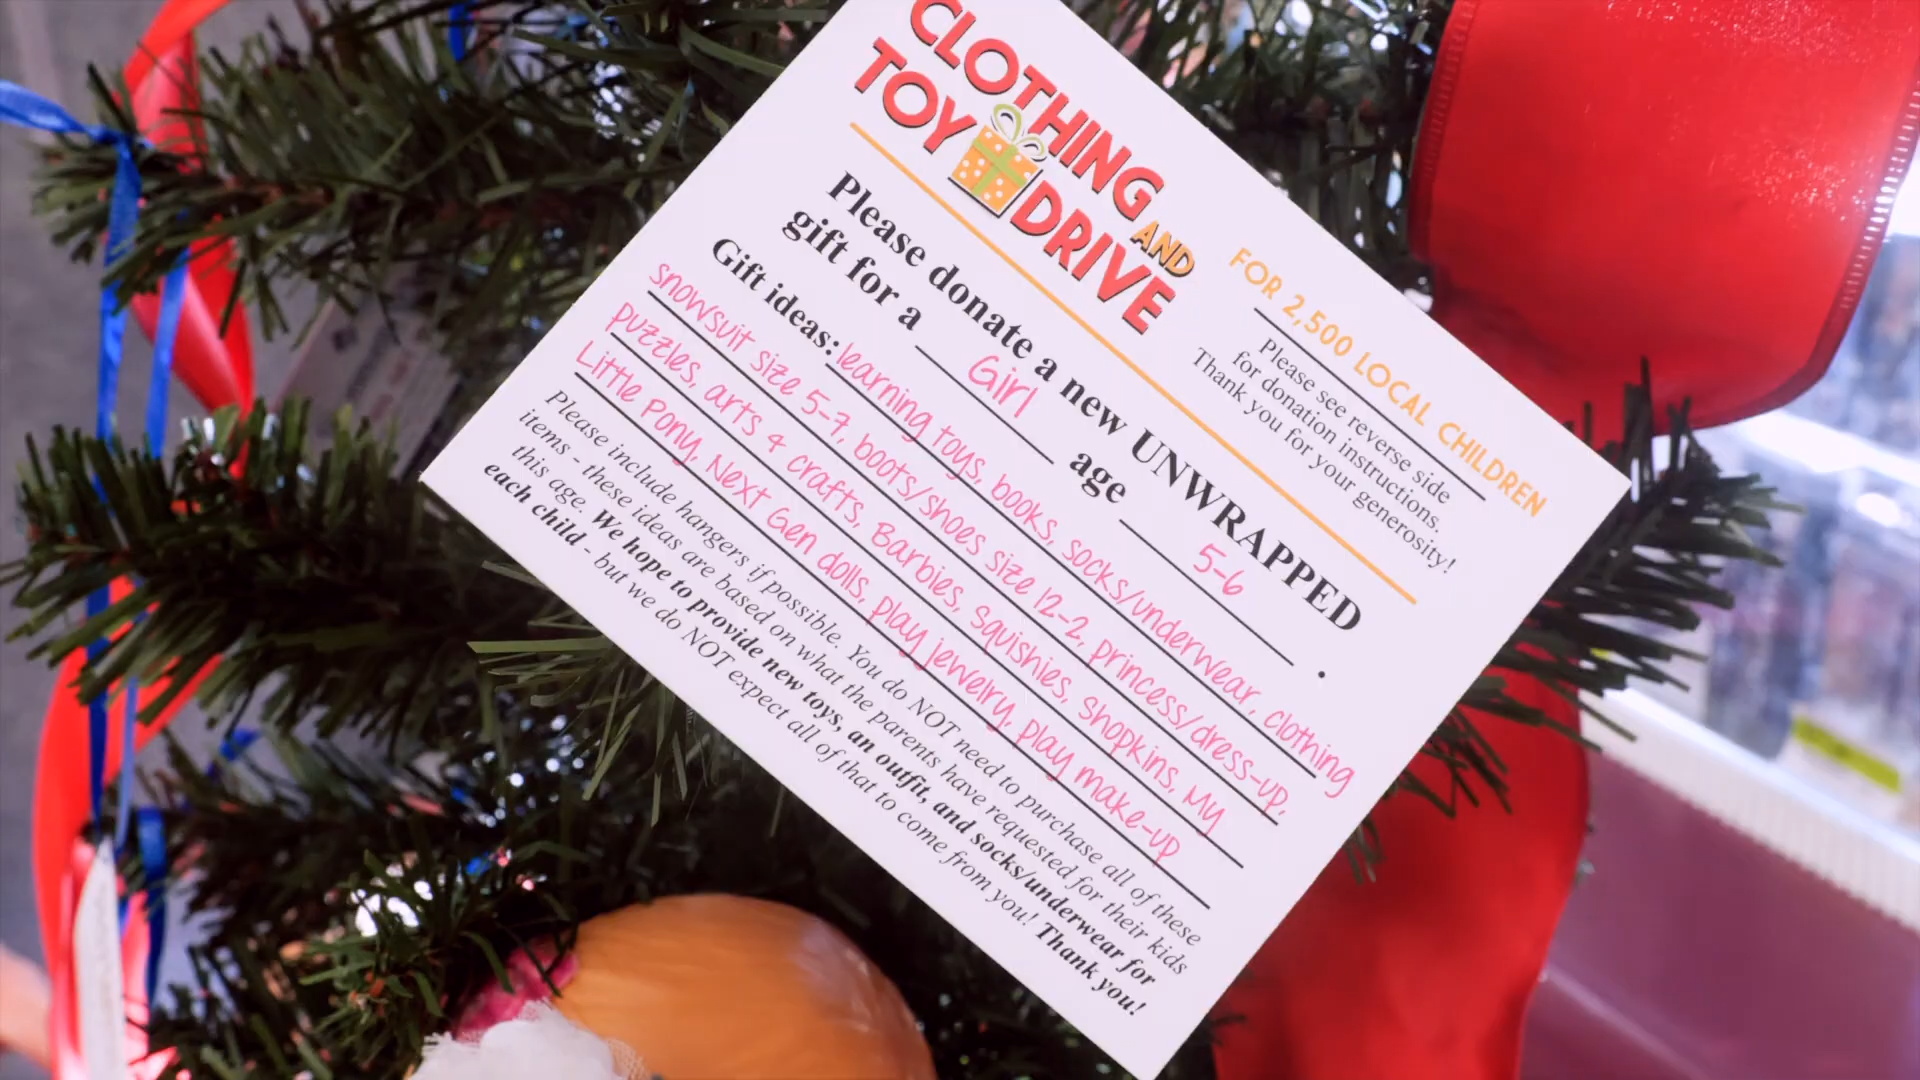 CLOTHING AND
TOY DRIVE
FOR 2,500 LOCAL CHILDREN
Please see reverse side
for donation instructions.
Thank you for your generosity!
Please donate a new UNWRAPPED
gift for a Girl age 5-6.
Gift ideas: learning toys, books, socks/underwear, clothing
snowsuit size 5-7, boots/shoes size 12-2, princess/dress-up,
puzzles, arts & crafts, Barbies, squishies, shopkins, My
Little Pony, Next Gen dolls, play jewelry, play make-up
Please include hangers if possible. You do NOT need to purchase all of these
items - these ideas are based on what the parents have requested for their kids
this age. We hope to provide new toys, an outfit, and socks/underwear for
each child - but we do NOT expect all of that to come from you! Thank you!